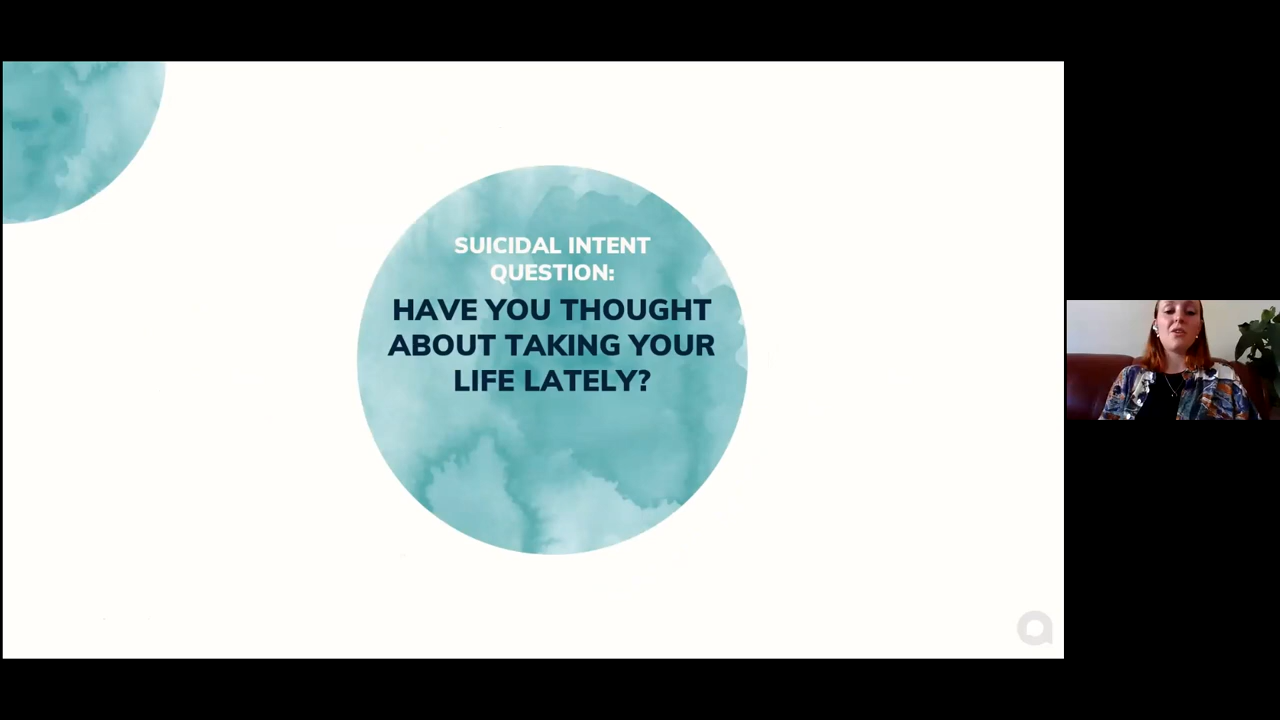 SUICIDAL INTENT
QUESTION:
HAVE YOU THOUGHT
ABOUT TAKING YOUR
LIFE LATELY?